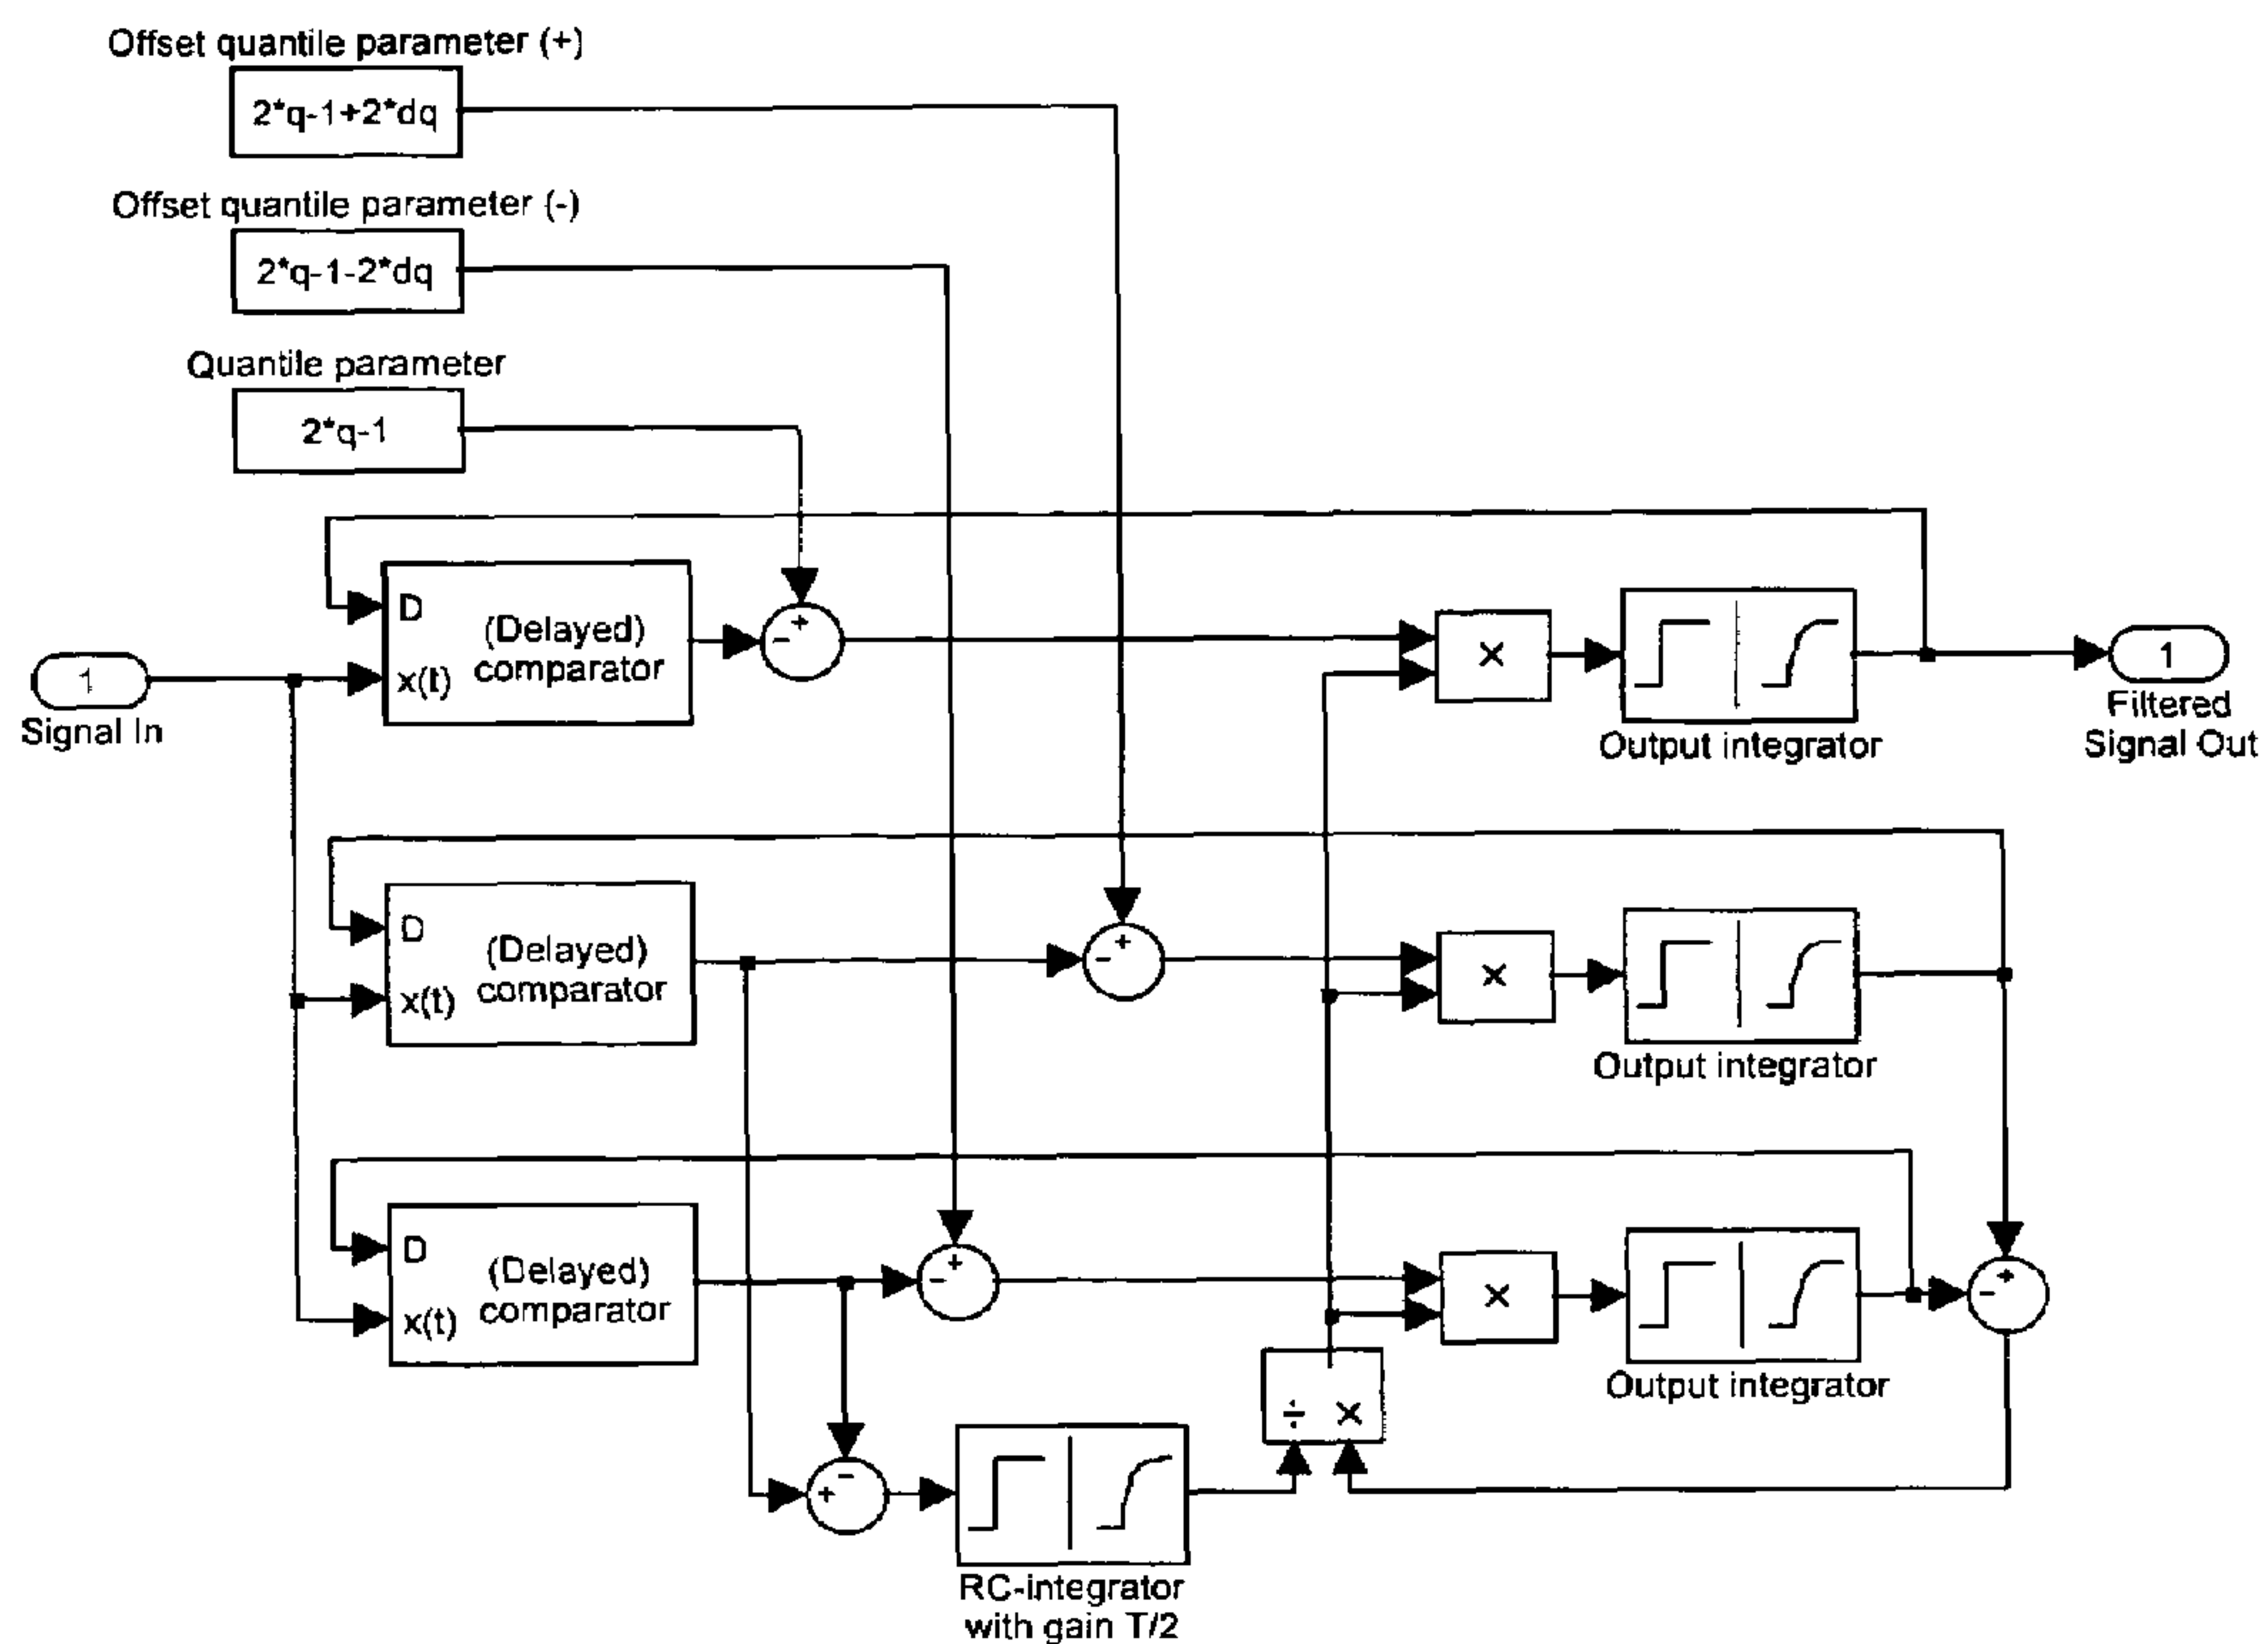 Offset quantile parameter (+)
2*q-1+2*dq
Offset quantile parameter (-)
2*q-1-2*dq
Quantile parameter
2*q-1
D
x(t)
(Delayed)
comparator
+
-
×
Output integrator
1
Signal In
1
Filtered
Signal Out
D
x(t)
(Delayed)
comparator
+
-
×
Output integrator
D
x(t)
(Delayed)
comparator
+
-
×
Output integrator
+
-
÷ ×
-
+
RC-integrator
with gain T/2